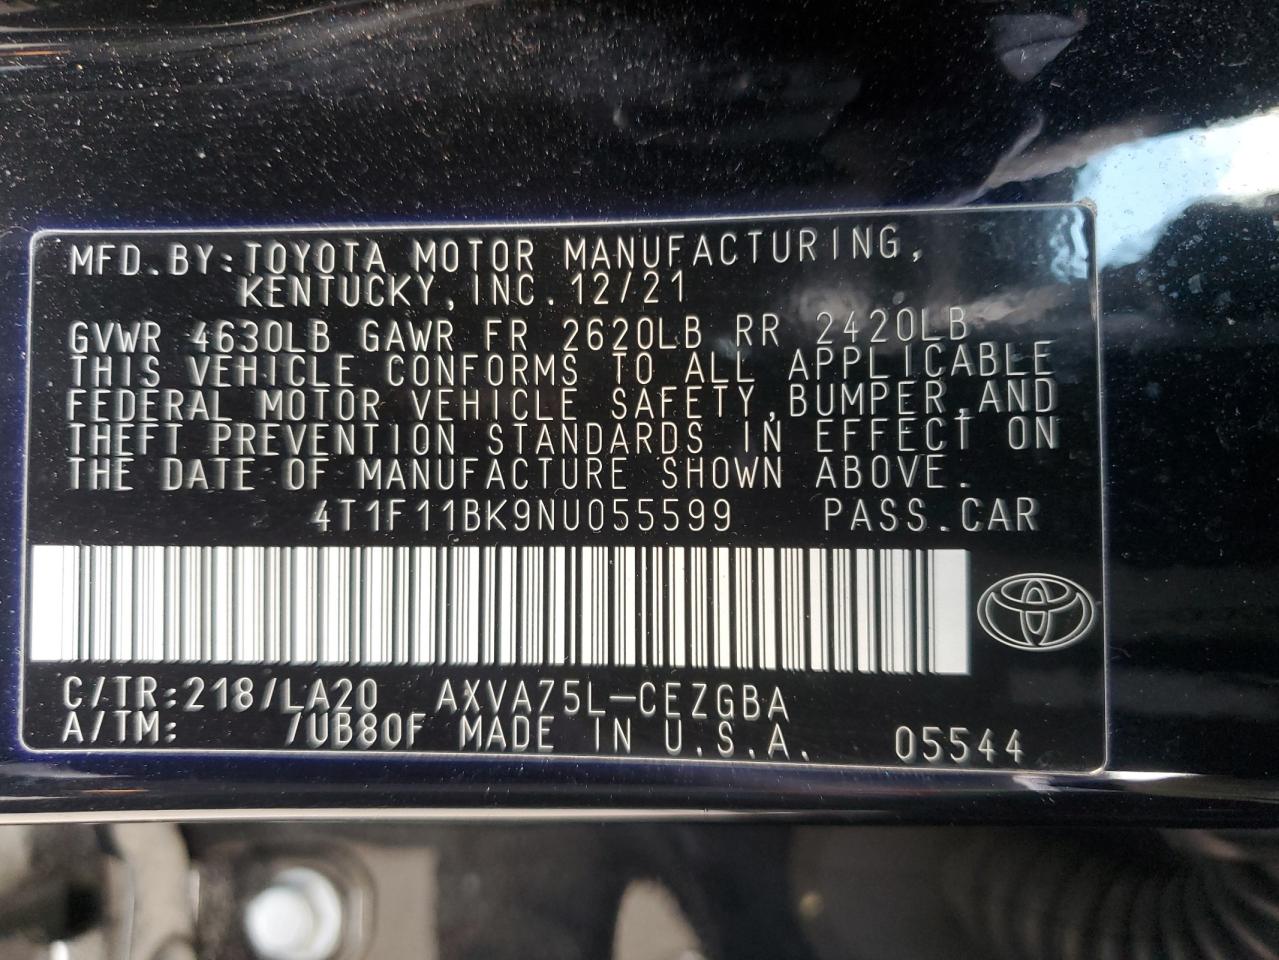 MFD.BY:TOYOTA MOTOR MANUFACTURING,
KENTUCKY,INC.12/21
GVWR 4630LB GAWR FR 2620LB RR 2420LB
THIS VEHICLE CONFORMS TO ALL APPLICABLE
FEDERAL MOTOR VEHICLE SAFETY,BUMPER,AND
THEFT PREVENTION STANDARDS IN EFFECT ON
THE DATE OF MANUFACTURE SHOWN ABOVE.
4T1F11BK9NU055599 PASS.CAR
C/TR:218/LA20 AXVA75L-CEZGBA
A/TM: /UB80F MADE IN U.S.A. 05544